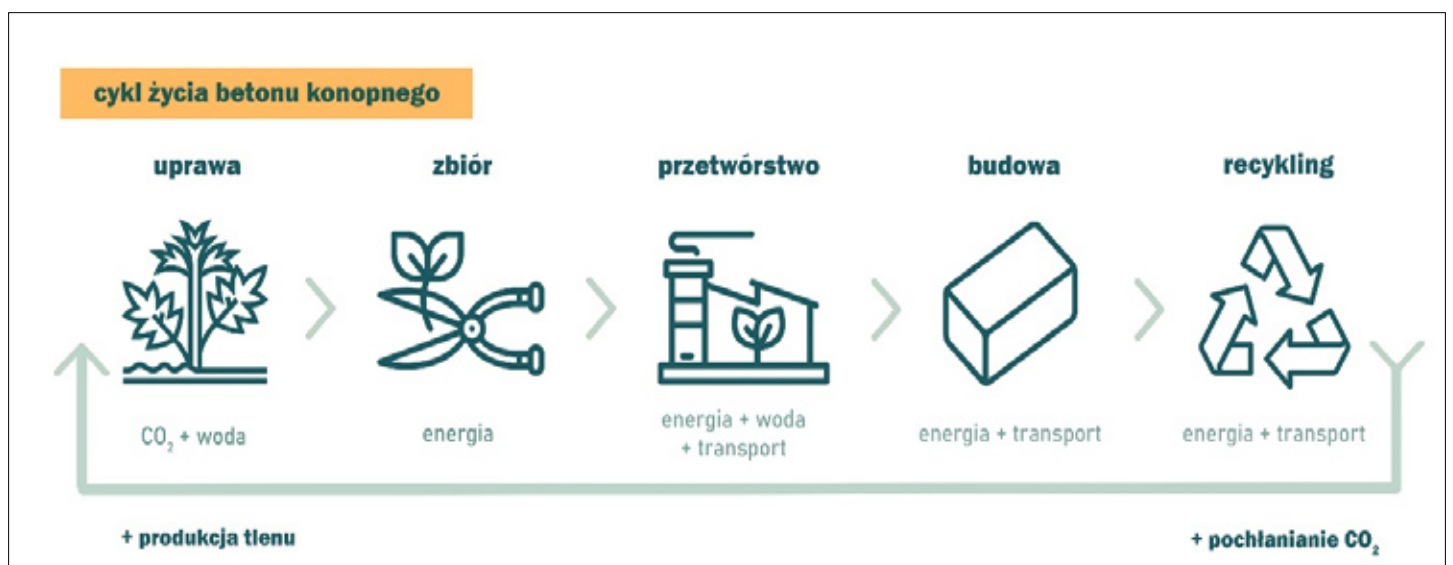 cykl życia betonu konopnego
uprawa
zbiór
przetwórstwo
budowa
recykling
CO₂ + woda
energia
energia + woda
+ transport
energia + transport
energia + transport
+ produkcja tlenu
+ pochłanianie CO₂